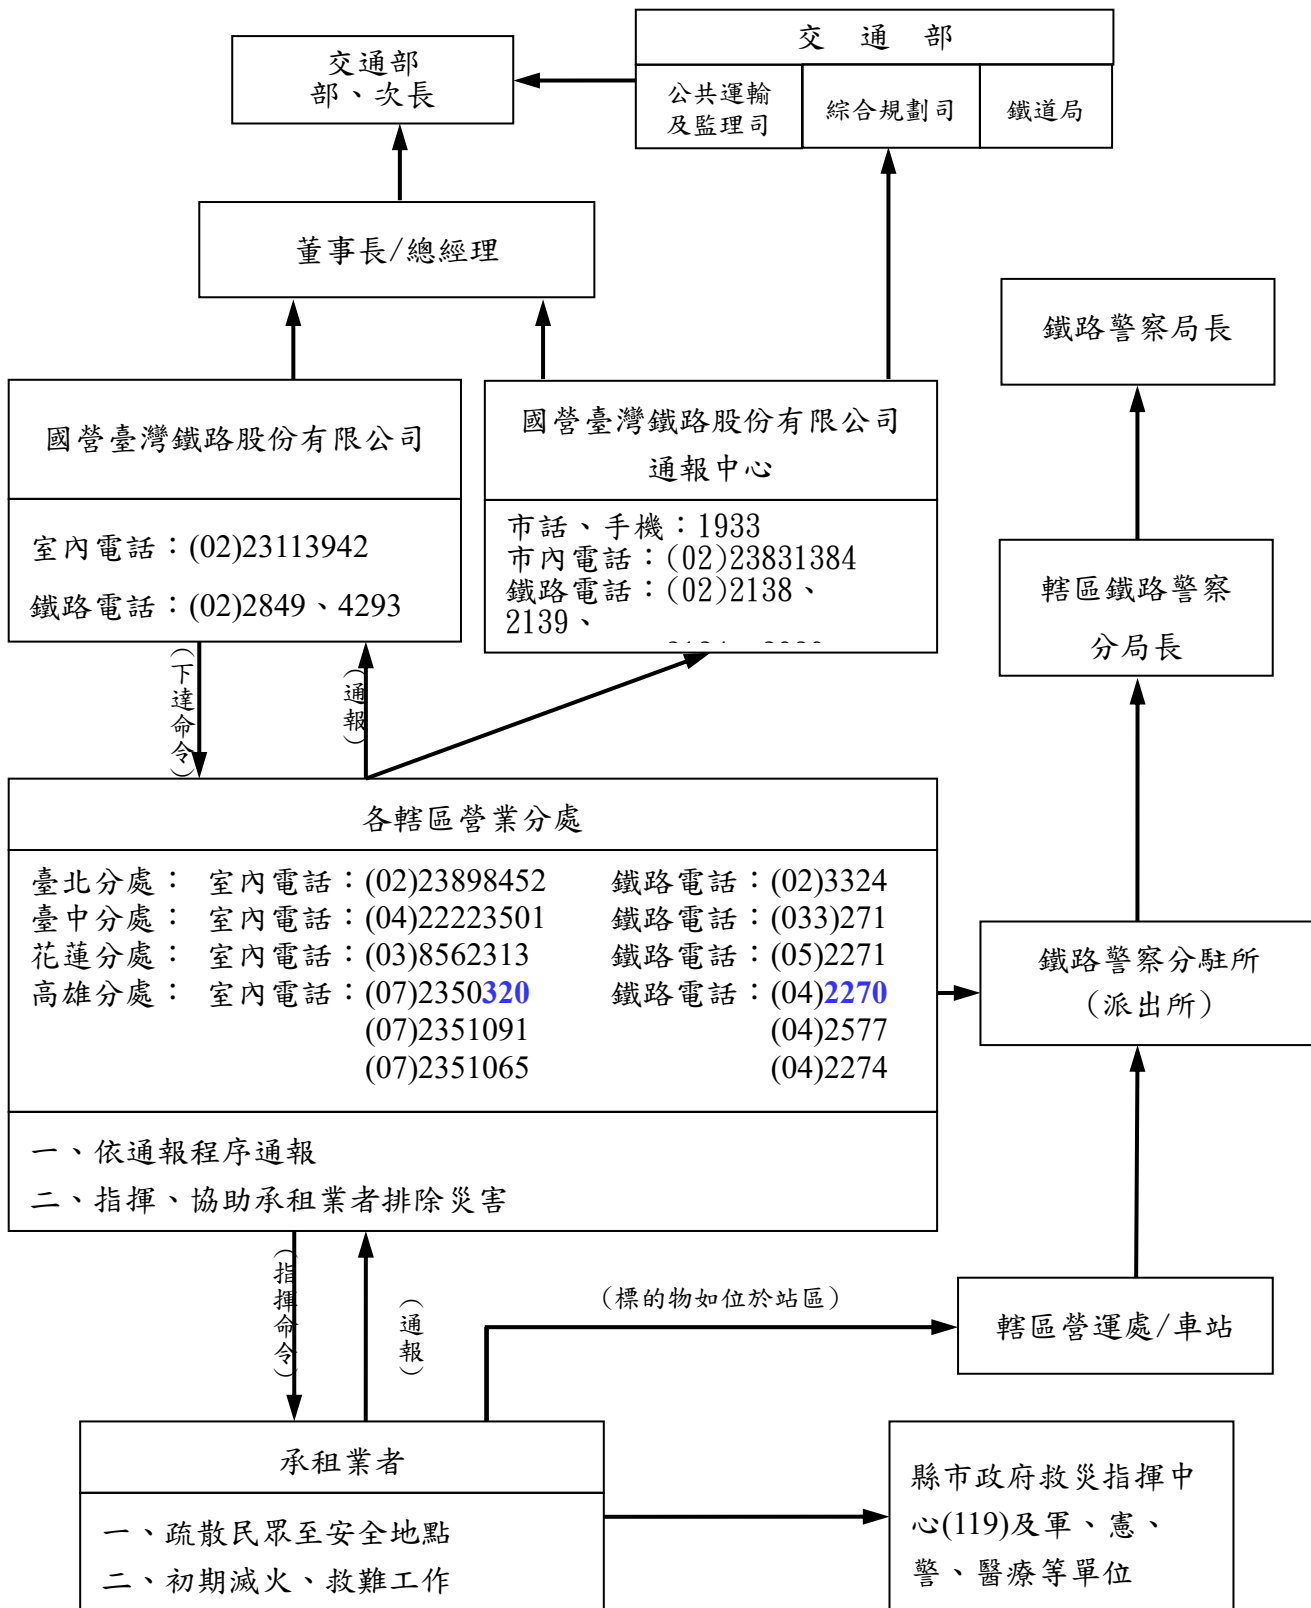 交通部
部、次長
交 通 部
公共運輸
及監理司
綜合規劃司
鐵道局
董事長/總經理
鐵路警察局長
國營臺灣鐵路股份有限公司
室內電話：(02)23113942
鐵路電話：(02)2849、4293
國營臺灣鐵路股份有限公司
通報中心
市話、手機：1933
市內電話：(02)23831384
鐵路電話：(02)2138、
2139、
轄區鐵路警察
分局長
（下達命令）
（通報）
各轄區營業分處
臺北分處： 室內電話：(02)23898452 鐵路電話：(02)3324
臺中分處： 室內電話：(04)22223501 鐵路電話：(033)271
花蓮分處： 室內電話：(03)8562313 鐵路電話：(05)2271
高雄分處： 室內電話：(07)2350320 鐵路電話：(04)2270
(07)2351091 (04)2577
(07)2351065 (04)2274
一、依通報程序通報
二、指揮、協助承租業者排除災害
鐵路警察分駐所
（派出所）
（指揮命令）
（通報）
（標的物如位於站區）
轄區營運處/車站
承租業者
一、疏散民眾至安全地點
二、初期滅火、救難工作
縣市政府救災指揮中
心(119)及軍、憲、
警、醫療等單位